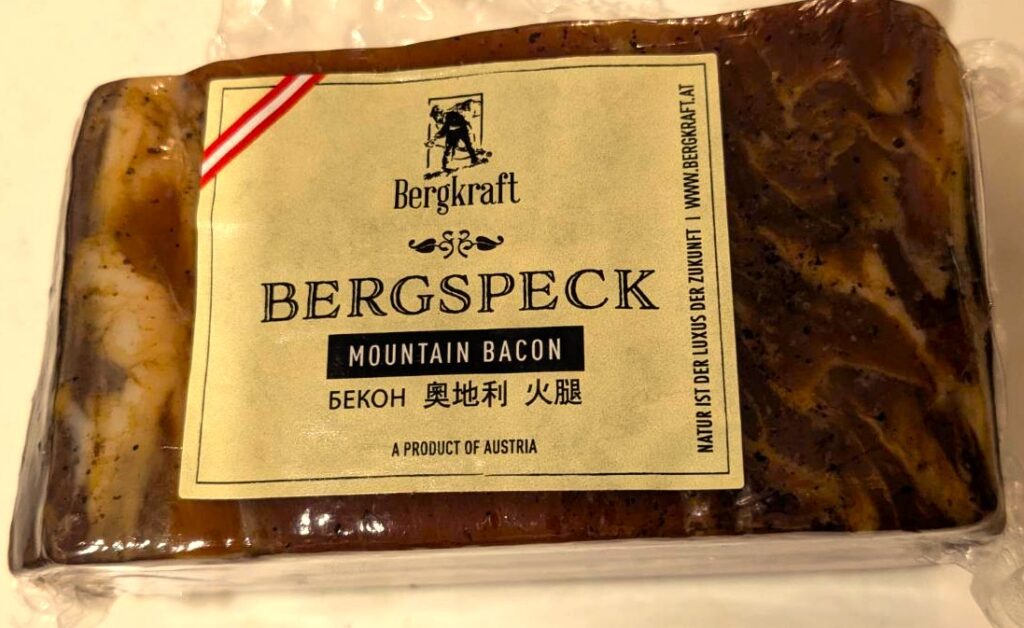 Bergkraft
BERGSPECK
MOUNTAIN BACON
БЕКОН 奧地利 火腿
A PRODUCT OF AUSTRIA
NATUR IST DER LUXUS DER ZUKUNFT | WWW.BERGKRAFT.AT